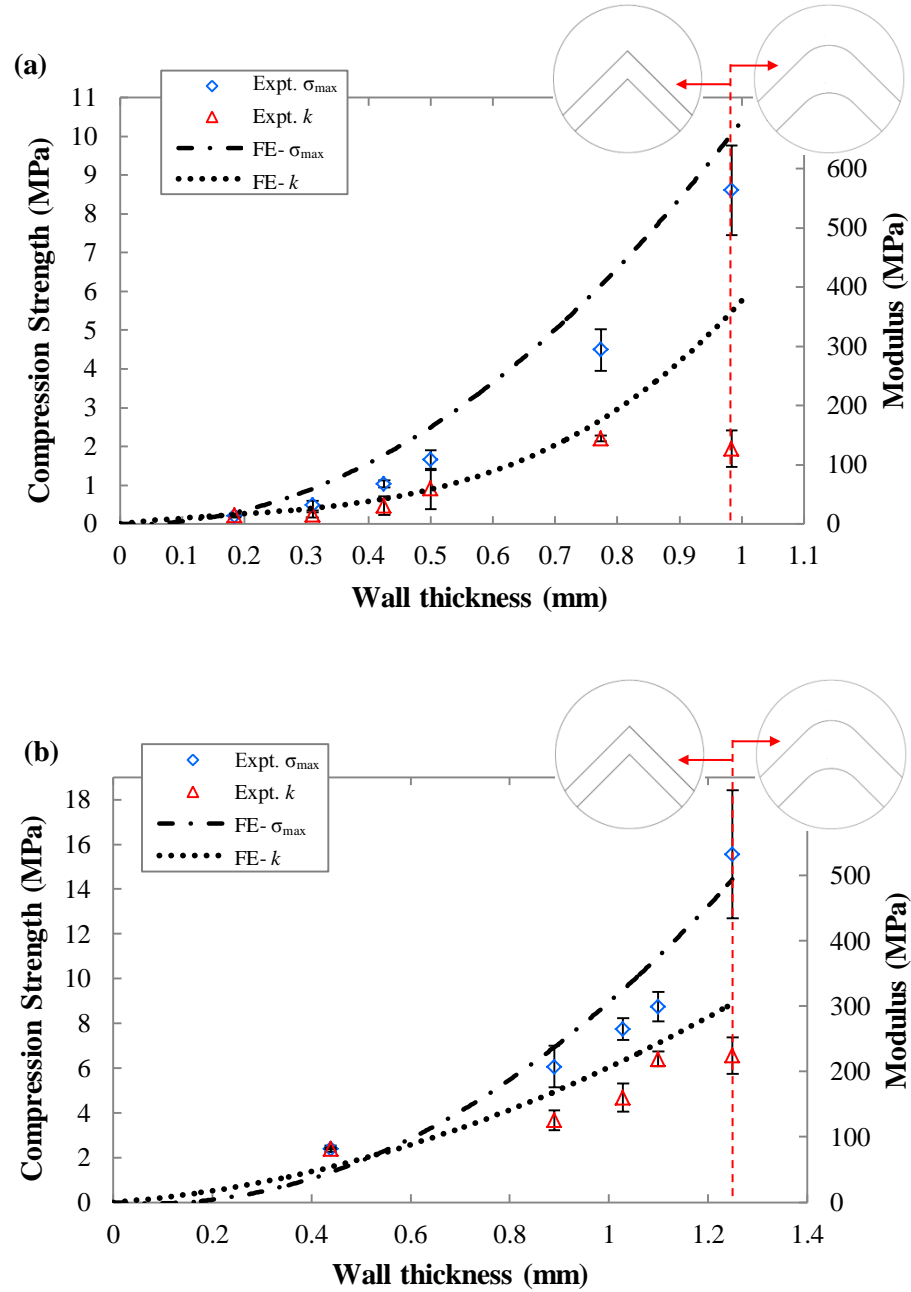 (a)
Expt. σmax
Expt. k
FE- σmax
FE- k
Compression Strength (MPa)
11
10
9
8
7
6
5
4
3
2
1
0
0 0.1 0.2 0.3 0.4 0.5 0.6 0.7 0.8 0.9 1 1.1
Wall thickness (mm)
600
500
400
300
200
100
0
Modulus (MPa)
(b)
Expt. σmax
Expt. k
FE- σmax
FE- k
Compression Strength (MPa)
18
16
14
12
10
8
6
4
2
0
0 0.2 0.4 0.6 0.8 1 1.2 1.4
Wall thickness (mm)
500
400
300
200
100
0
Modulus (MPa)